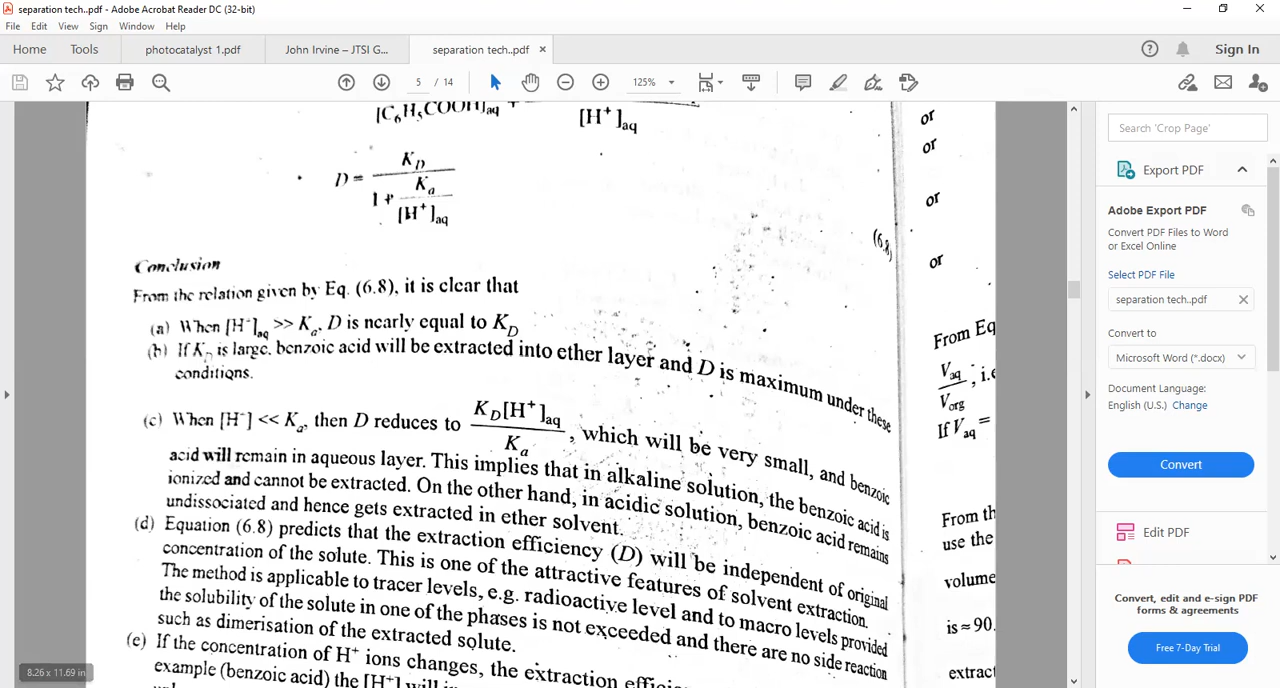 separation tech..pdf - Adobe Acrobat Reader DC (32-bit)
File Edit View Sign Window Help
Home Tools photocatalyst 1.pdf John Irvine – JTSI G... separation tech..pdf × Sign In
5 / 14 125%
[C6H5COOH]aq + [H+]aq
D = KD / (1 + Ka / [H+]aq)
(6.8)
Conclusion
From the relation given by Eq. (6.8), it is clear that
(a) When [H+]aq >> Ka, D is nearly equal to KD
(b) If KD is large, benzoic acid will be extracted into ether layer and D is maximum under these
conditions.
(c) When [H+] << Ka, then D reduces to KD[H+]aq / Ka, which will be very small, and benzoic
acid will remain in aqueous layer. This implies that in alkaline solution, the benzoic acid is
ionized and cannot be extracted. On the other hand, in acidic solution, benzoic acid remains
undissociated and hence gets extracted in ether solvent.
(d) Equation (6.8) predicts that the extraction efficiency (D) will be independent of original
concentration of the solute. This is one of the attractive features of solvent extraction.
The method is applicable to tracer levels, e.g. radioactive level and to macro levels provided
the solubility of the solute in one of the phases is not exceeded and there are no side reaction
such as dimerisation of the extracted solute.
(e) If the concentration of H+ ions changes, the extraction
example (benzoic acid) the [H+] will
or
or
or
or
From Eq
Vaq / Vorg , i.e
If Vaq =
From th
use the
volume
is ≈ 90.
extract
8.26 x 11.69 in
Search 'Crop Page'
Export PDF
Adobe Export PDF
Convert PDF Files to Word
or Excel Online
Select PDF File
separation tech..pdf ×
Convert to
Microsoft Word (*.docx)
Document Language:
English (U.S.) Change
Convert
Edit PDF
Convert, edit and e-sign PDF
forms & agreements
Free 7-Day Trial